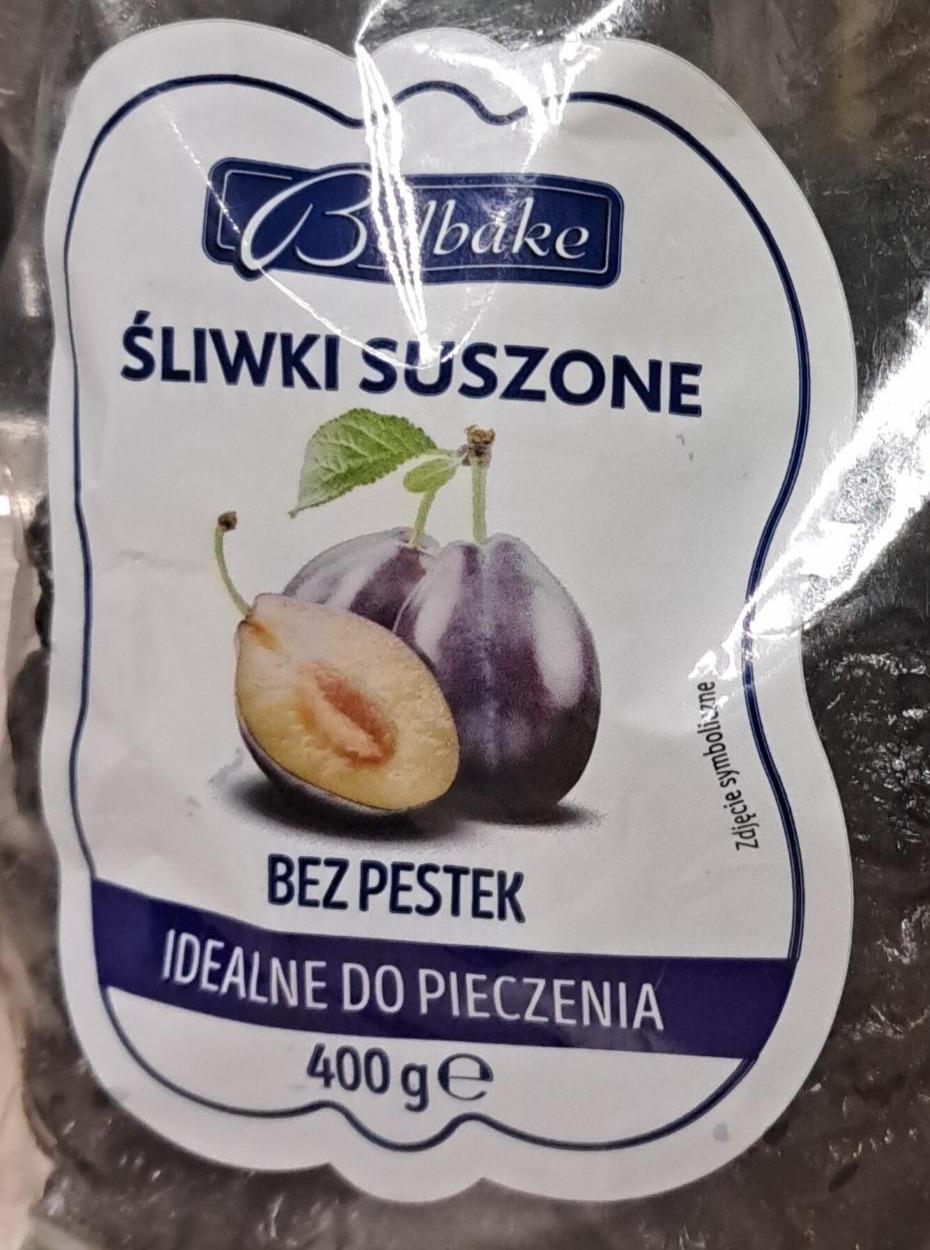 Belbake
ŚLIWKI SUSZONE
Zdjęcie symboliczne
BEZ PESTEK
IDEALNE DO PIECZENIA
400 g ℮